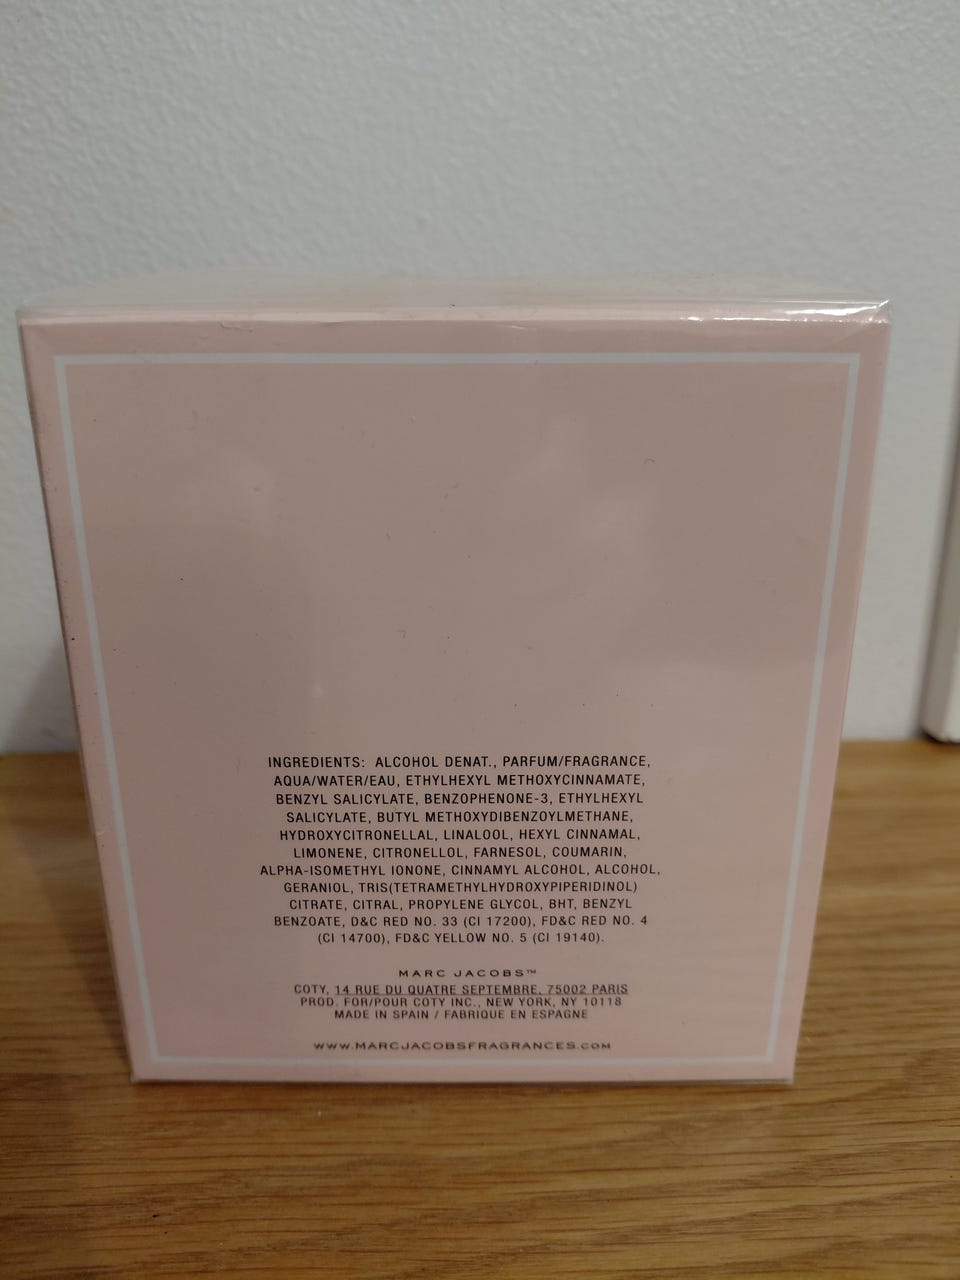 INGREDIENTS: ALCOHOL DENAT., PARFUM/FRAGRANCE,
AQUA/WATER/EAU, ETHYLHEXYL METHOXYCINNAMATE,
BENZYL SALICYLATE, BENZOPHENONE-3, ETHYLHEXYL
SALICYLATE, BUTYL METHOXYDIBENZOYLMETHANE,
HYDROXYCITRONELLAL, LINALOOL, HEXYL CINNAMAL,
LIMONENE, CITRONELLOL, FARNESOL, COUMARIN,
ALPHA-ISOMETHYL IONONE, CINNAMYL ALCOHOL, ALCOHOL,
GERANIOL, TRIS(TETRAMETHYLHYDROXYPIPERIDINOL)
CITRATE, CITRAL, PROPYLENE GLYCOL, BHT, BENZYL
BENZOATE, D&C RED NO. 33 (CI 17200), FD&C RED NO. 4
(CI 14700), FD&C YELLOW NO. 5 (CI 19140).
MARC JACOBS™
COTY, 14 RUE DU QUATRE SEPTEMBRE, 75002 PARIS
PROD. FOR/POUR COTY INC., NEW YORK, NY 10118
MADE IN SPAIN / FABRIQUE EN ESPAGNE
WWW.MARCJACOBSFRAGRANCES.COM